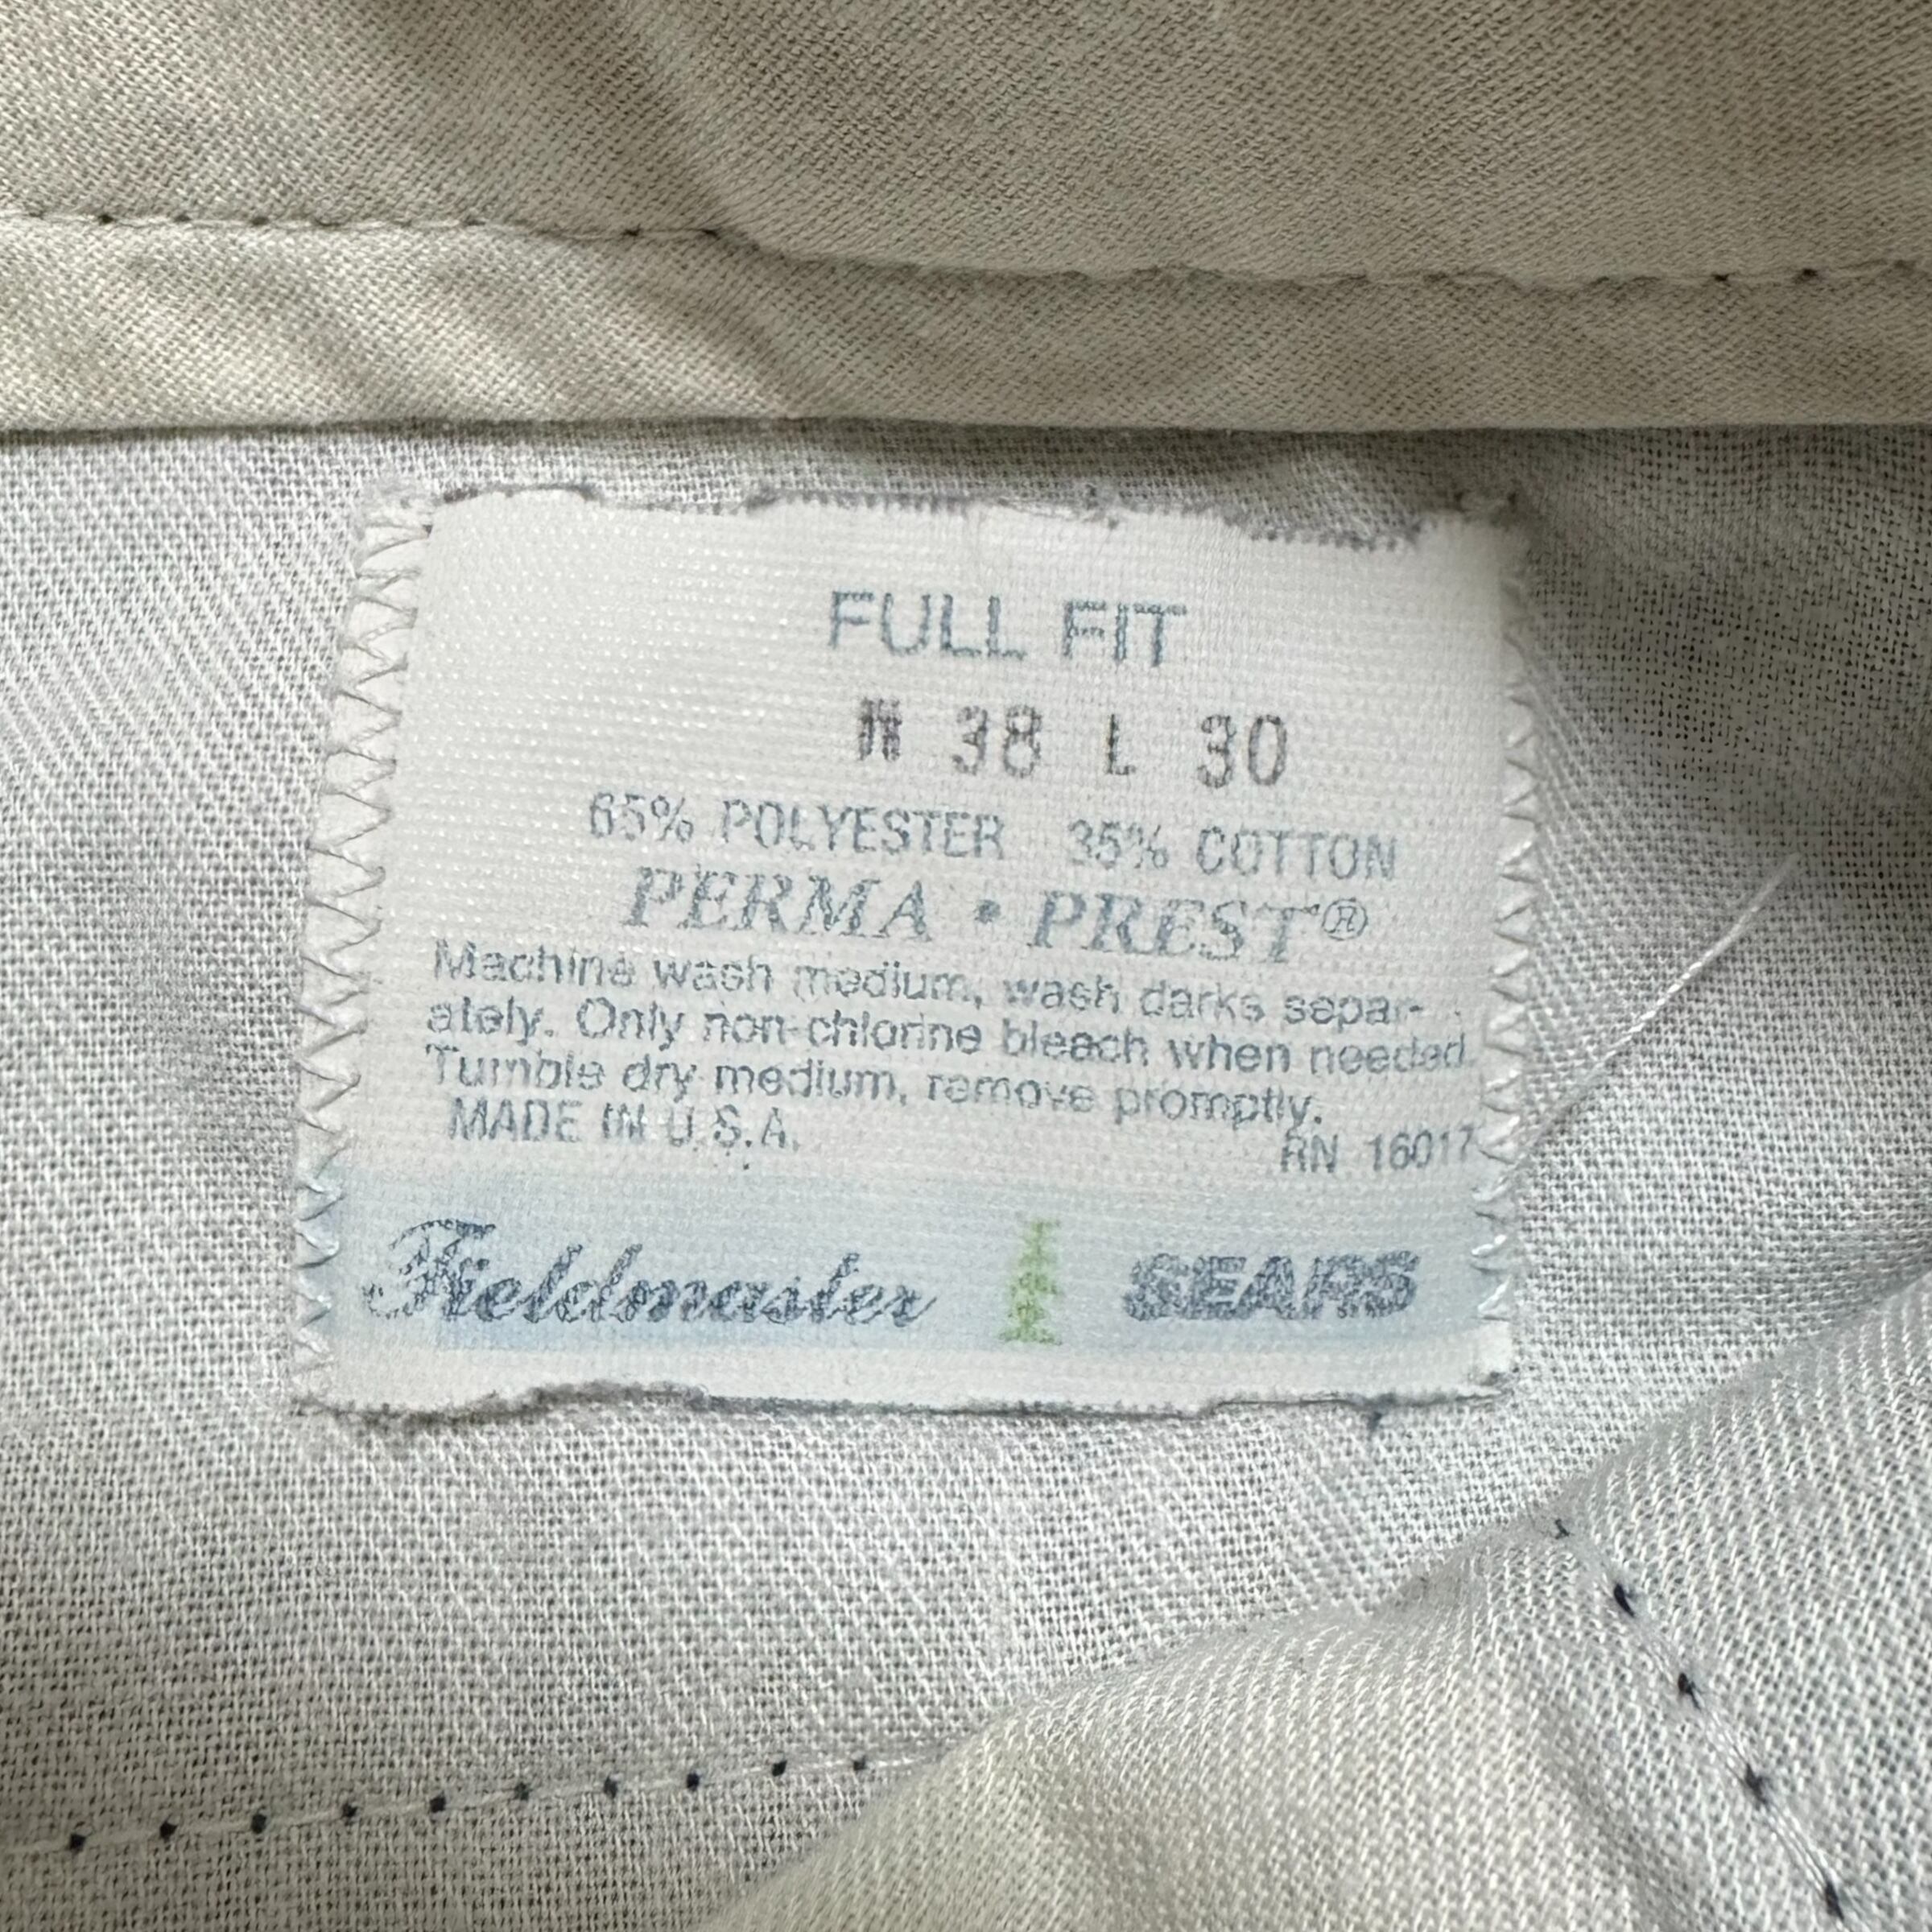 FULL FIT
W 38 L 30
65% POLYESTER 35% COTTON
PERMA • PREST®
Machine wash medium, wash darks separ-
ately. Only non-chlorine bleach when needed.
Tumble dry medium, remove promptly.
MADE IN U.S.A.
RN 16017
Fieldmaster SEARS